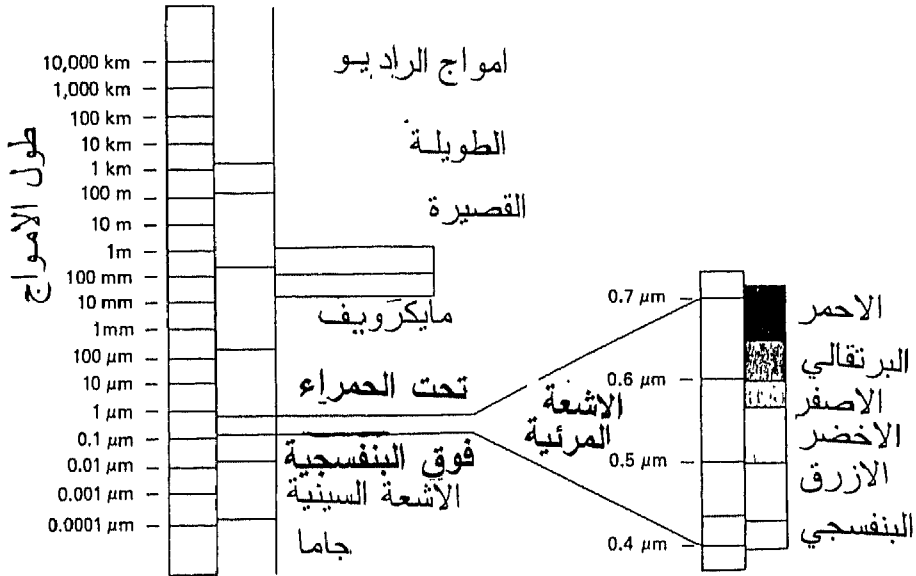 طول الامواج
10,000 km
1,000 km
100 km
10 km
1 km
100 m
10 m
1m
100 mm
10 mm
1mm
100 µm
10 µm
1 µm
0.1 µm
0.01 µm
0.001 µm
0.0001 µm
امواج الراديو
الطويلة
القصيرة
مايكرويف
تحت الحمراء
فوق البنفسجية
الاشعة السينية
جاما
الاشعة
المرئية
0.7 µm
0.6 µm
0.5 µm
0.4 µm
الاحمر
البرتقالي
الاصفر
الاخضر
الازرق
البنفسجي